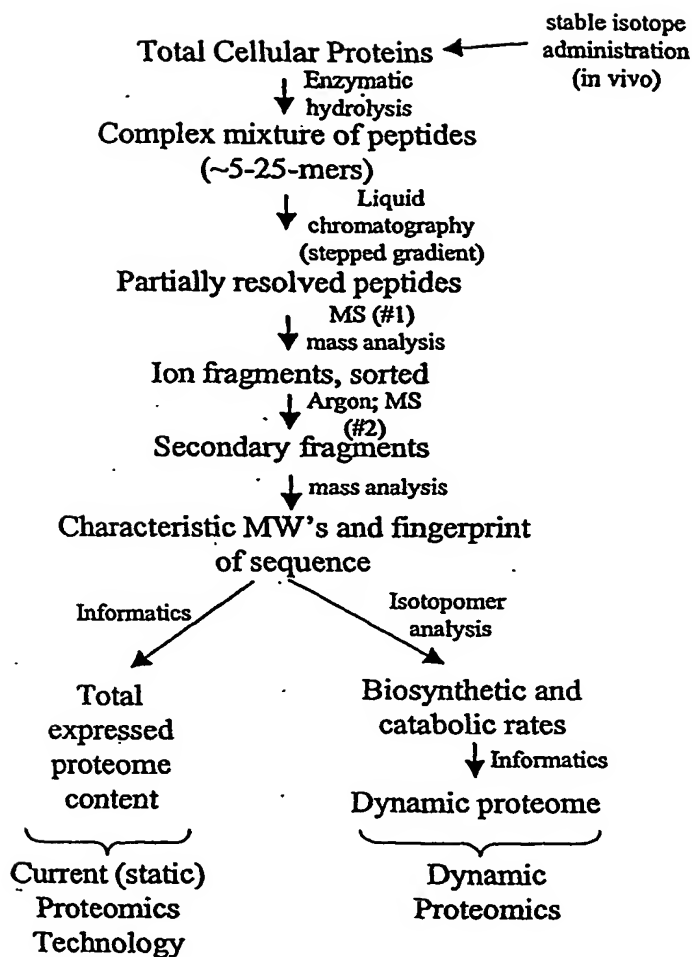 stable isotope
administration
(in vivo)
Total Cellular Proteins
Enzymatic
hydrolysis
Complex mixture of peptides
(~5-25-mers)
Liquid
chromatography
(stepped gradient)
Partially resolved peptides
MS (#1)
mass analysis
Ion fragments, sorted
Argon; MS
(#2)
Secondary fragments
mass analysis
Characteristic MW's and fingerprint
of sequence
Informatics
Isotopomer
analysis
Total
expressed
proteome
content
Biosynthetic and
catabolic rates
Informatics
Dynamic proteome
Current (static)
Proteomics
Technology
Dynamic
Proteomics